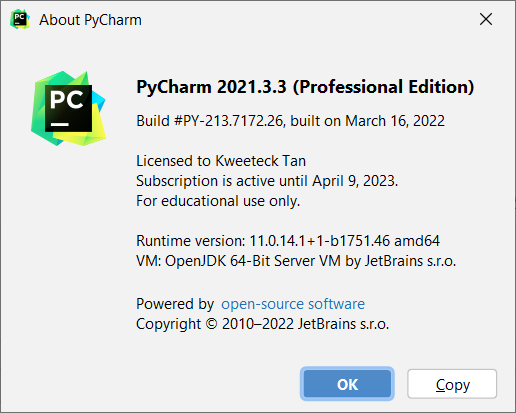 PC About PyCharm
PC
PyCharm 2021.3.3 (Professional Edition)
Build #PY-213.7172.26, built on March 16, 2022
Licensed to Kweeteck Tan
Subscription is active until April 9, 2023.
For educational use only.
Runtime version: 11.0.14.1+1-b1751.46 amd64
VM: OpenJDK 64-Bit Server VM by JetBrains s.r.o.
Powered by open-source software
Copyright © 2010–2022 JetBrains s.r.o.
OK Copy